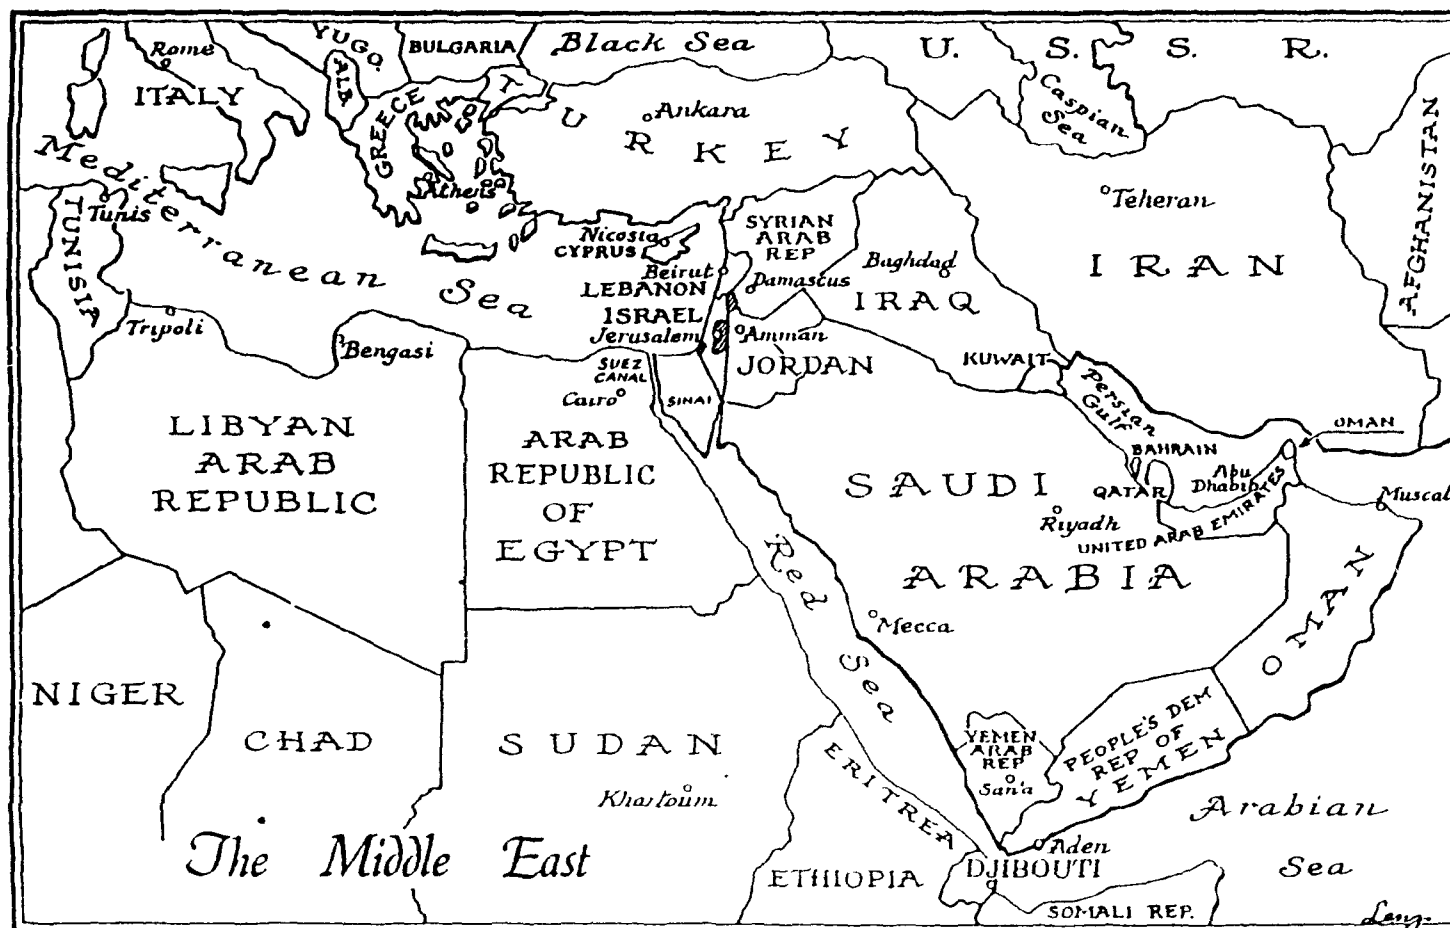 YUGO.
BULGARIA
Black Sea
U. S. S. R.
Rome
ITALY
ALB.
GREECE
TURKEY
Ankara
Caspian
Sea
AFGHANISTAN
Mediterranean Sea
Athens
Teheran
Tunis
TUNISIA
Nicosia
CYPRUS
SYRIAN
ARAB
REP
Baghdad
IRAN
Beirut
LEBANON
Damascus
IRAQ
ISRAEL
Jerusalem
Amman
Tripoli
Bengasi
JORDAN
KUWAIT
SUEZ
CANAL
Cairo
SINAI
Persian
Gulf
OMAN
LIBYAN
ARAB
REPUBLIC
ARAB
REPUBLIC
OF
EGYPT
SAUDI
ARABIA
BAHRAIN
QATAR
Abu
Dhabi
UNITED ARAB EMIRATES
Muscat
Riyadh
Red Sea
Mecca
OMAN
NIGER
CHAD
SUDAN
Khartoum
ERITREA
YEMEN
ARAB
REP
San'a
PEOPLE'S DEM
REP OF
YEMEN
Arabian
Sea
The Middle East
Aden
ETHIOPIA
DJIBOUTI
SOMALI REP.